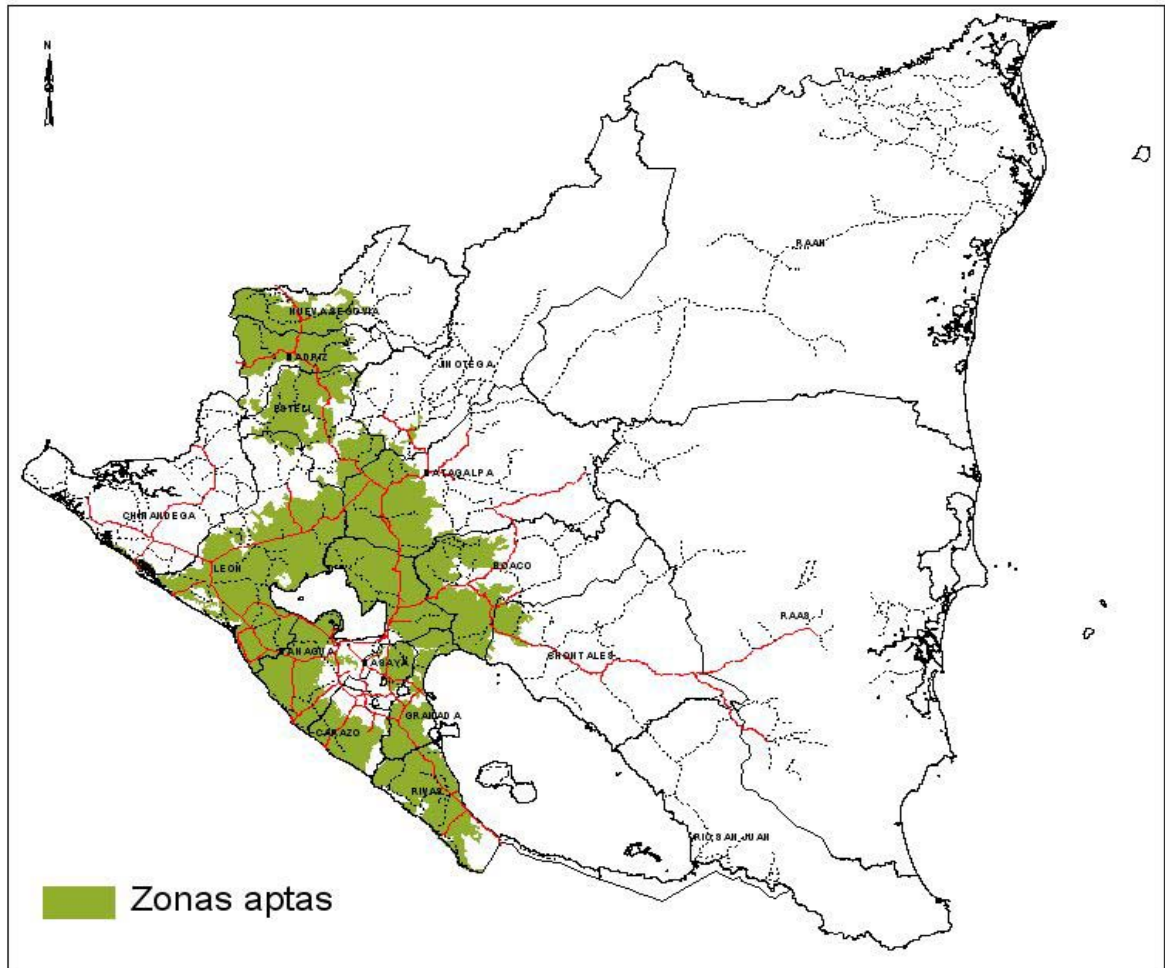 N
RAAN
NUEVA SEGOVIA
MADRIZ
JINOTEGA
ESTELI
MATAGALPA
CHINANDEGA
LEON
BOACO
RAAS
MANAGUA
MASAYA
CHONTALES
GRANADA
CARAZO
RIVAS
RIO SAN JUAN
Zonas aptas